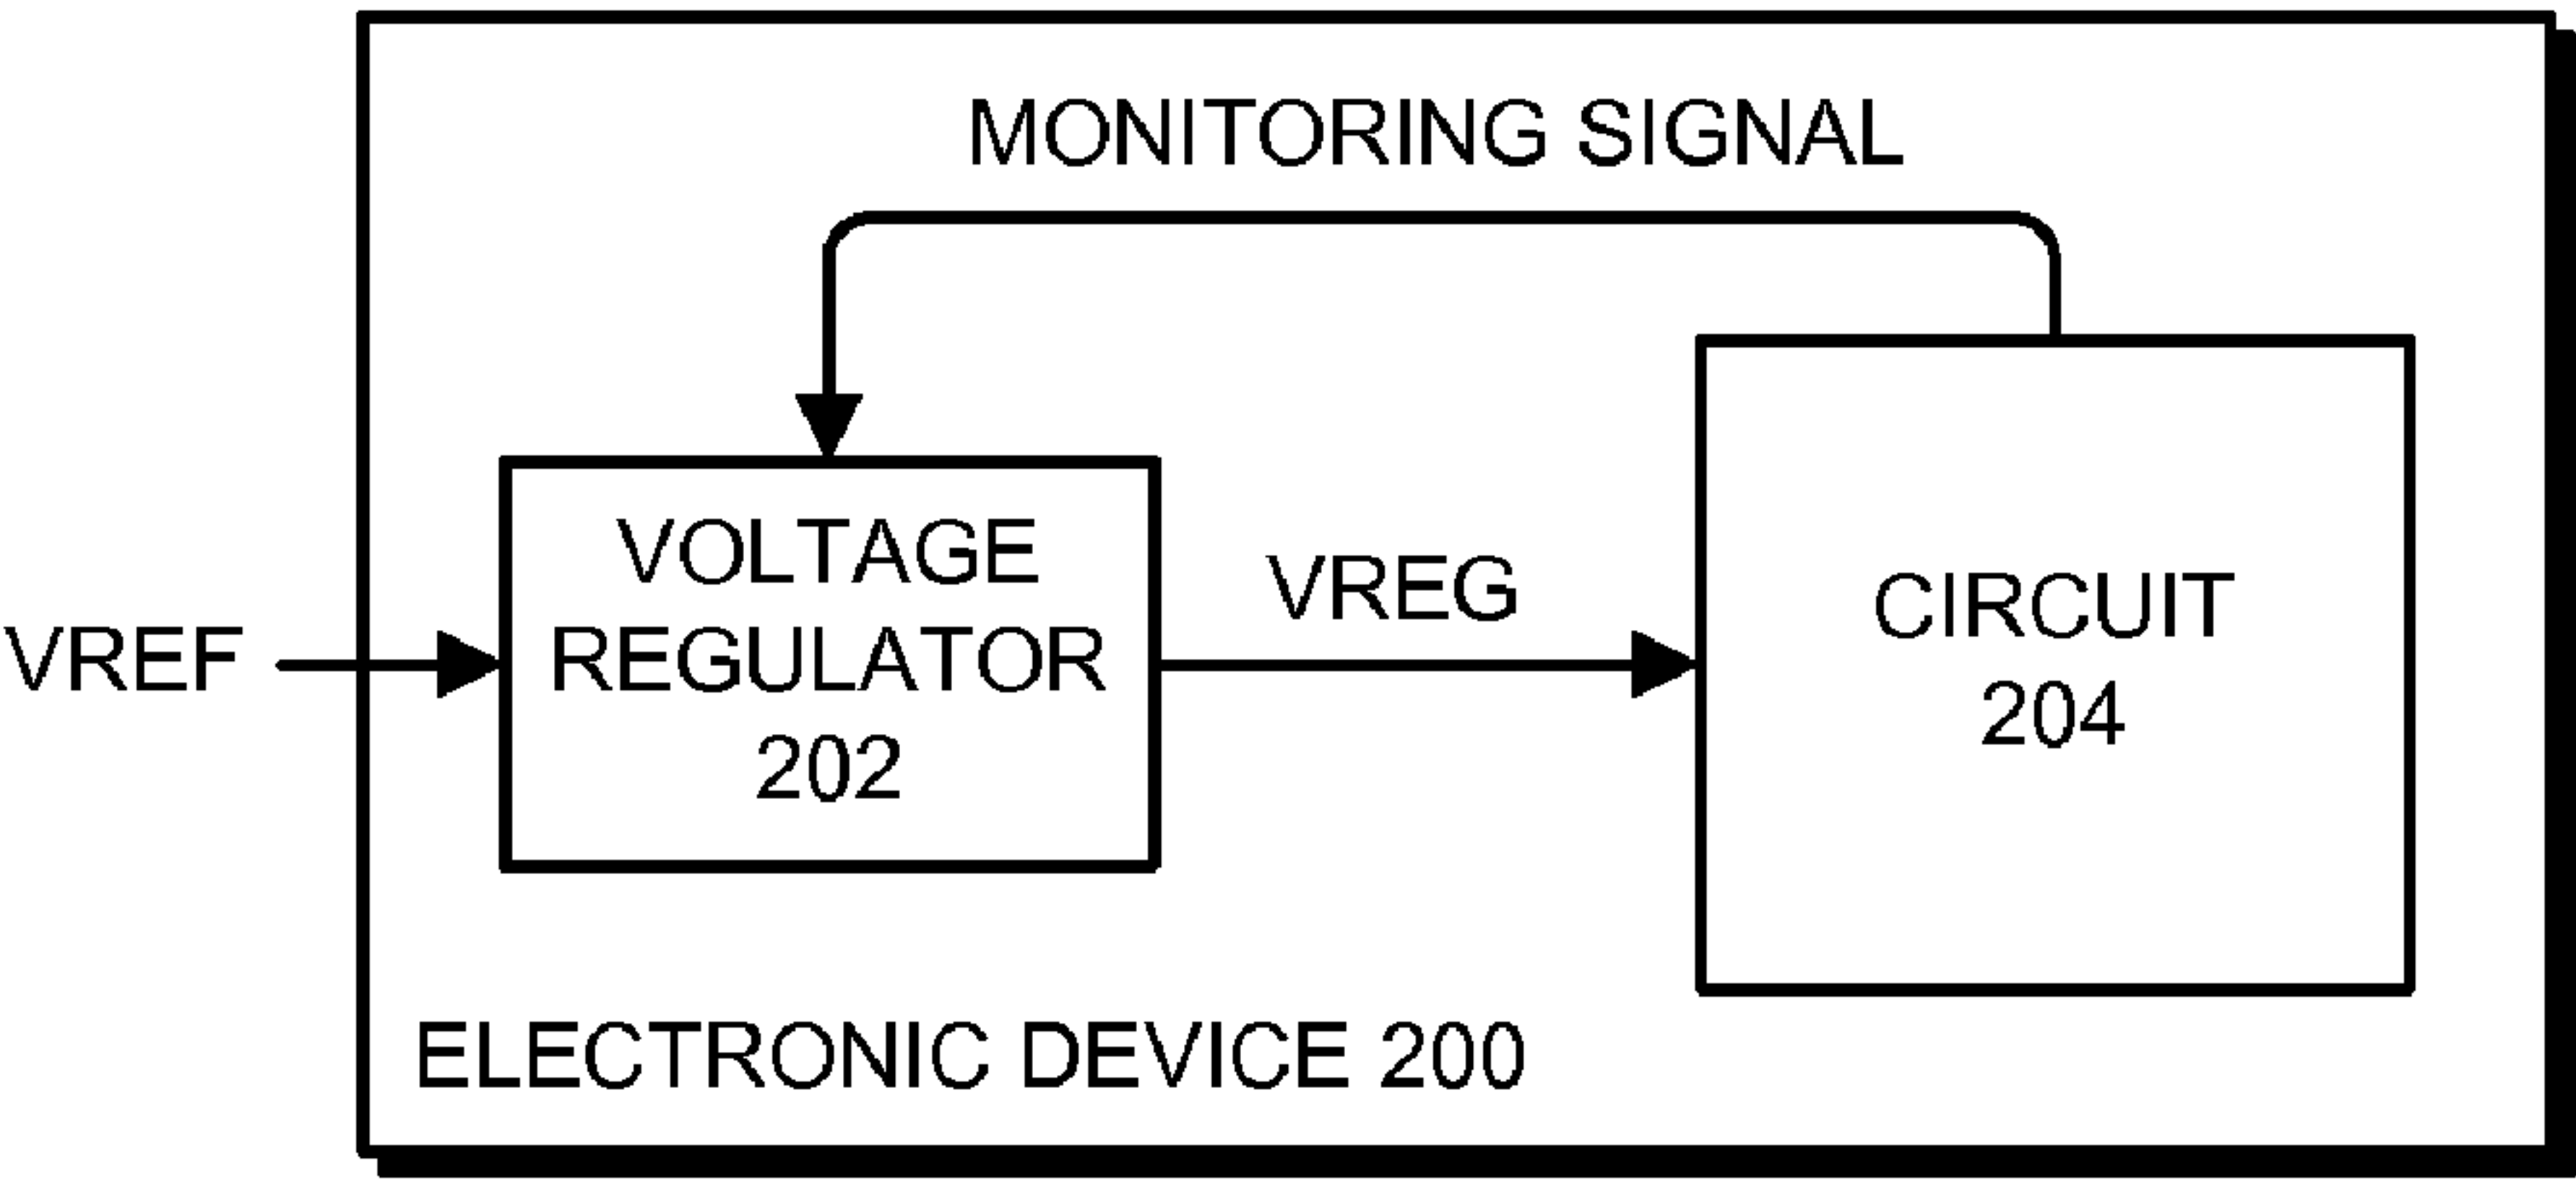 MONITORING SIGNAL
VREF
VOLTAGE
REGULATOR
202
VREG
CIRCUIT
204
ELECTRONIC DEVICE 200